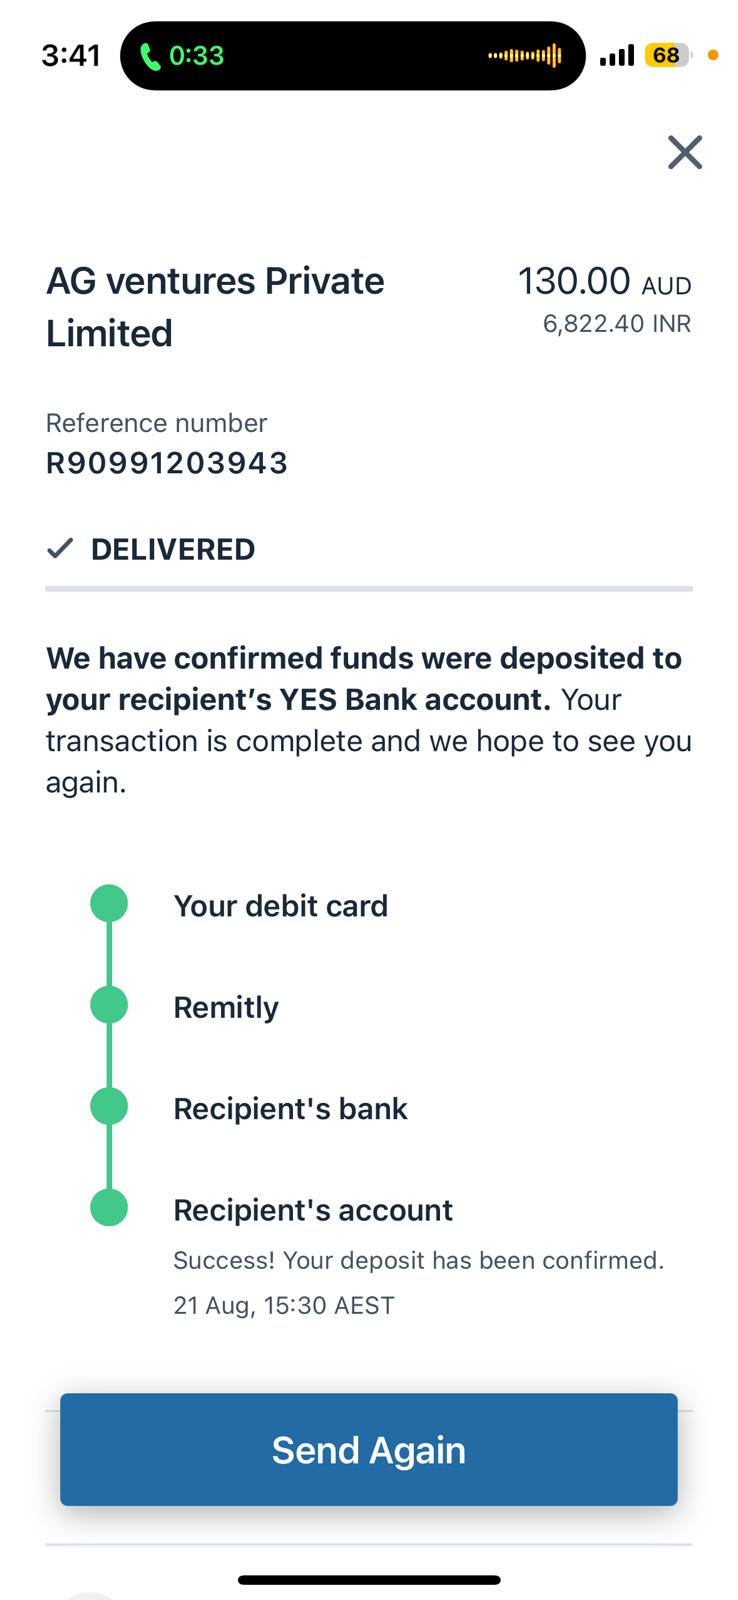 3:41 0:33 68
AG ventures Private 130.00 AUD
Limited 6,822.40 INR
Reference number
R90991203943
DELIVERED
We have confirmed funds were deposited to
your recipient’s YES Bank account. Your
transaction is complete and we hope to see you
again.
Your debit card
Remitly
Recipient's bank
Recipient's account
Success! Your deposit has been confirmed.
21 Aug, 15:30 AEST
Send Again